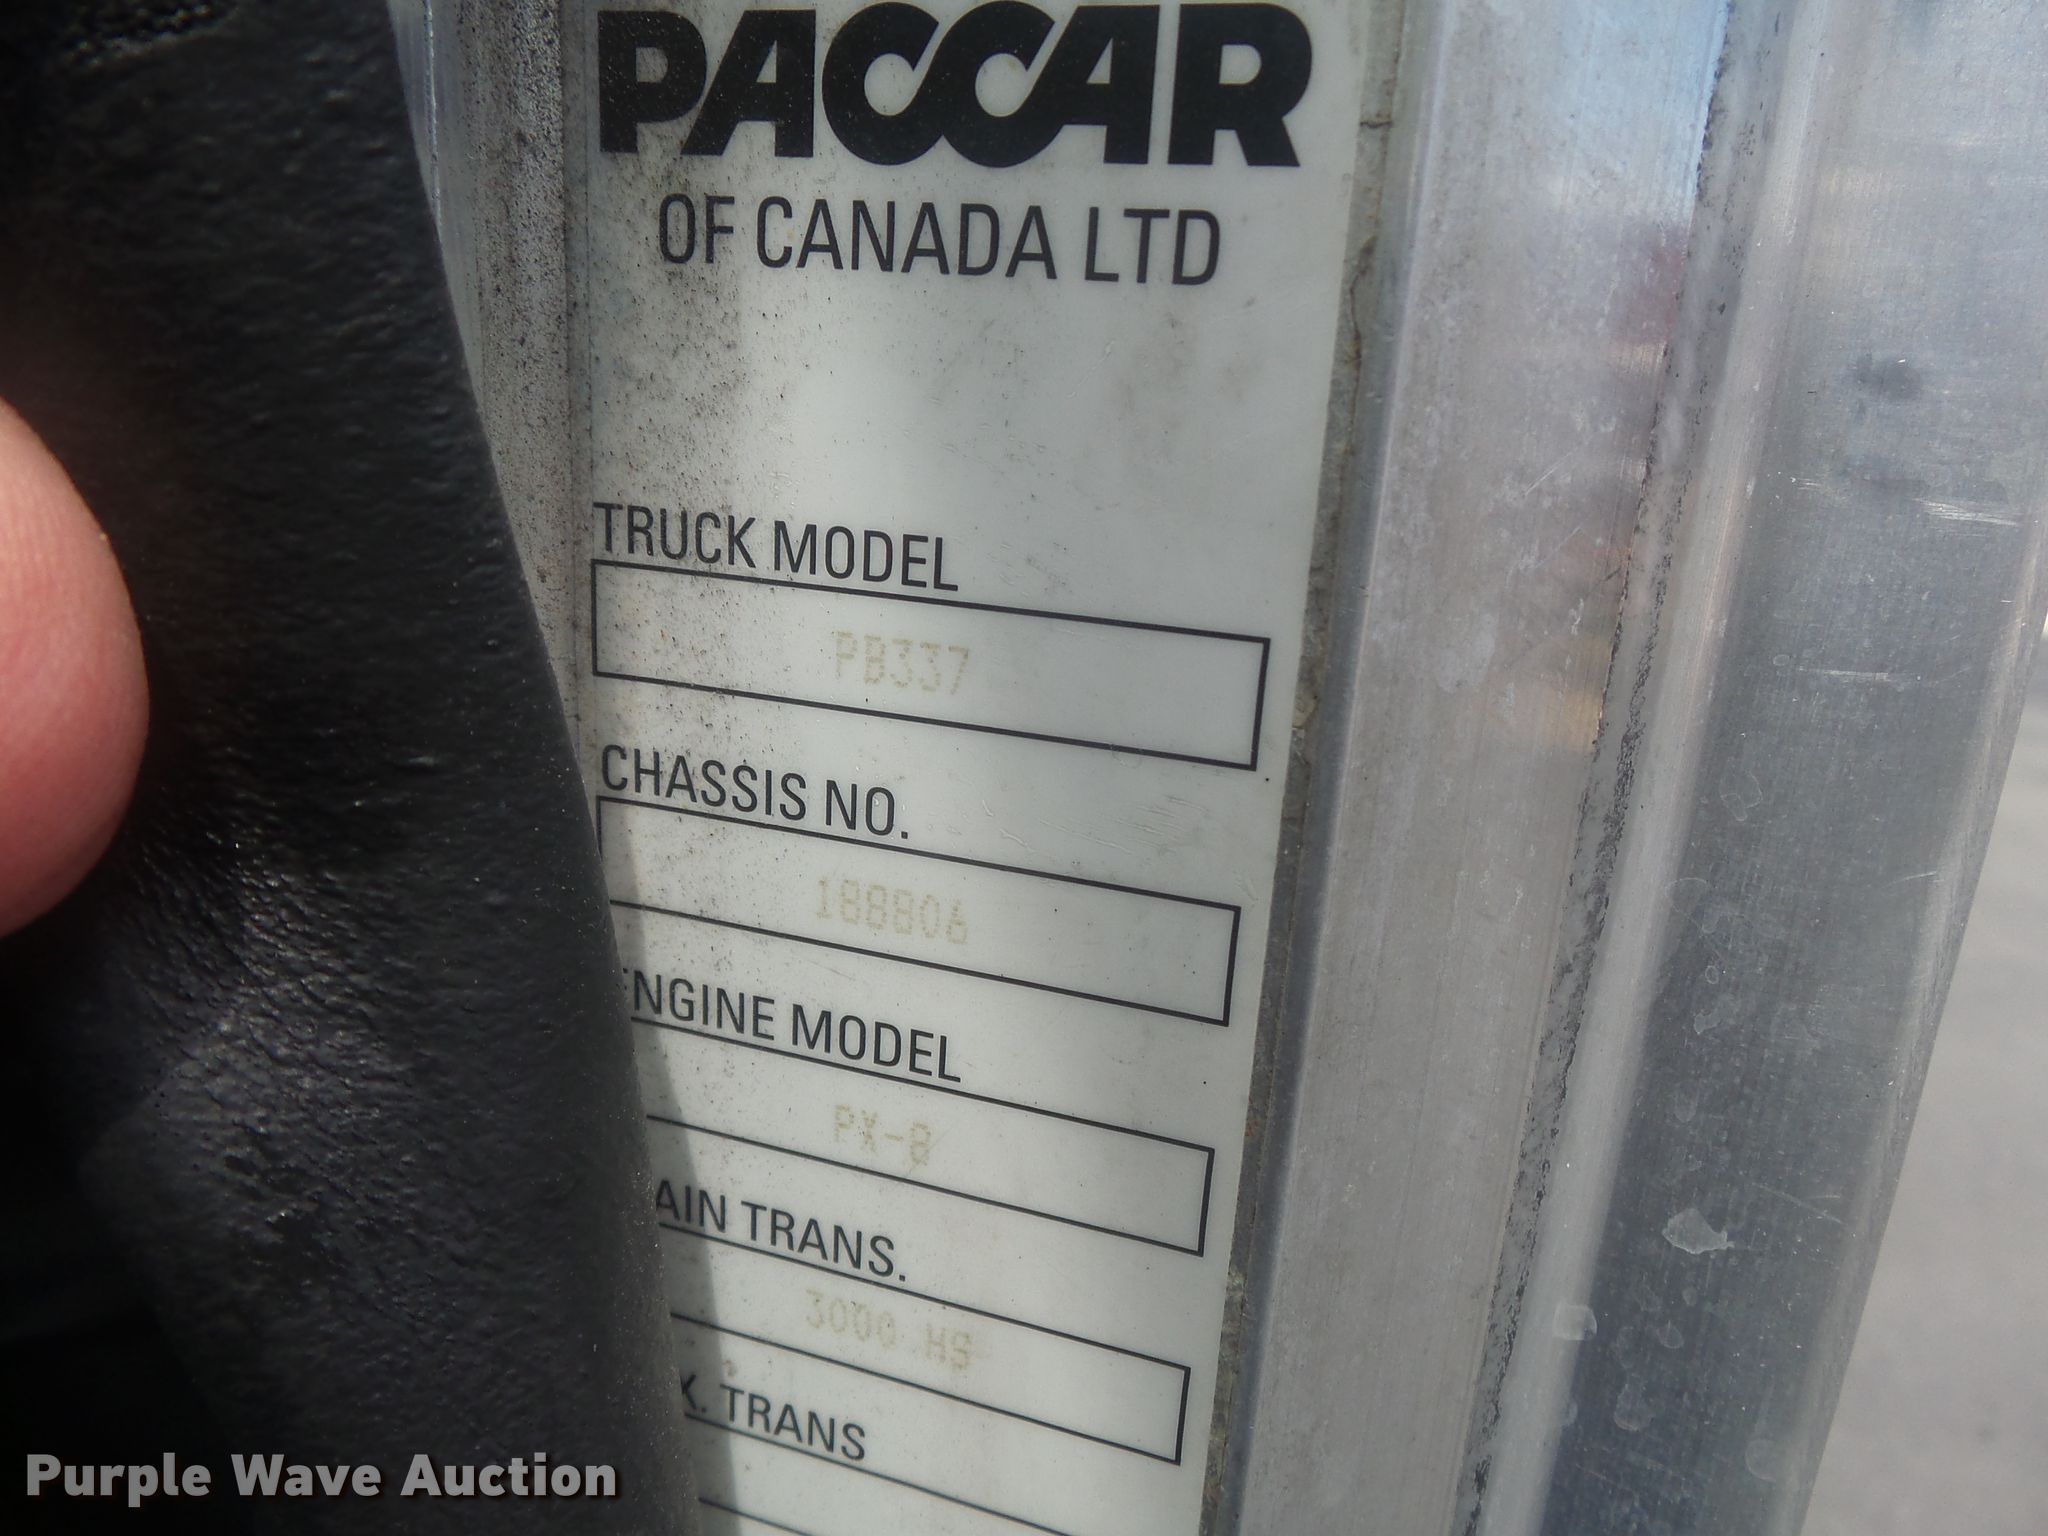 PACCAR
OF CANADA LTD
TRUCK MODEL
PB337
CHASSIS NO.
188806
ENGINE MODEL
PX-8
AIN TRANS.
3000 HS
X. TRANS
Purple Wave Auction